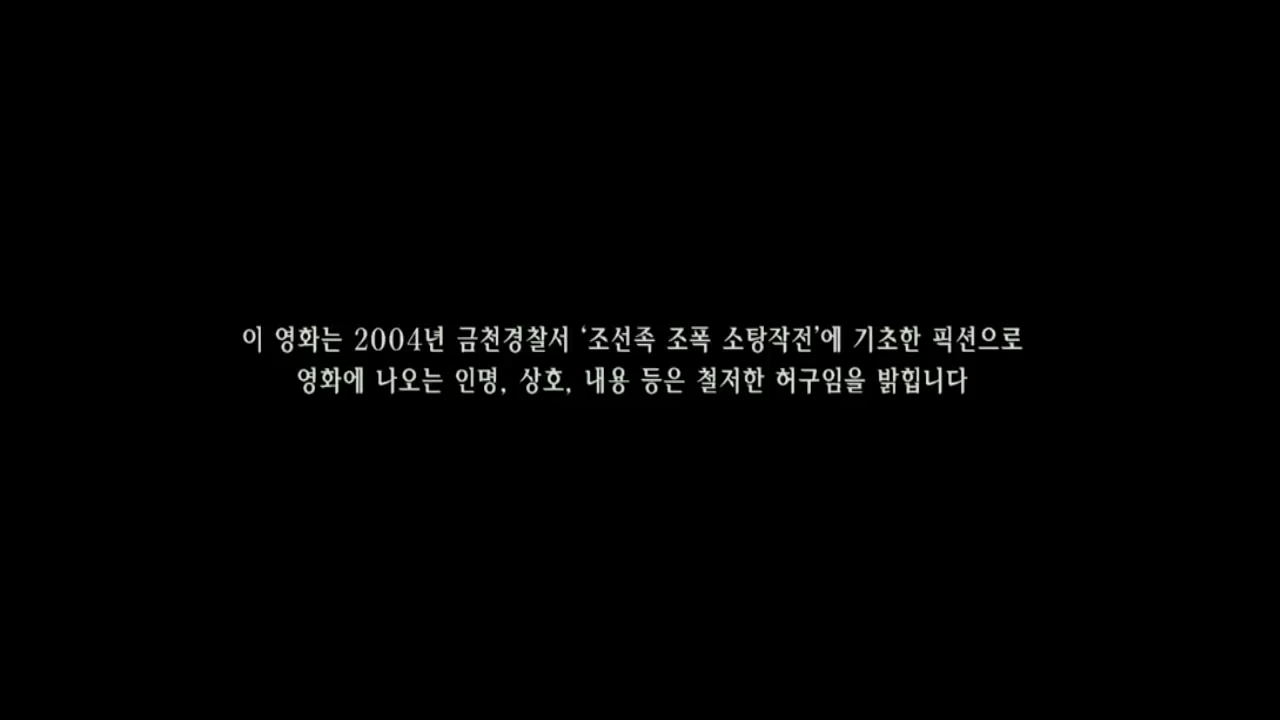 이 영화는 2004년 금천경찰서 ‘조선족 조폭 소탕작전’에 기초한 픽션으로
영화에 나오는 인명, 상호, 내용 등은 철저한 허구임을 밝힙니다